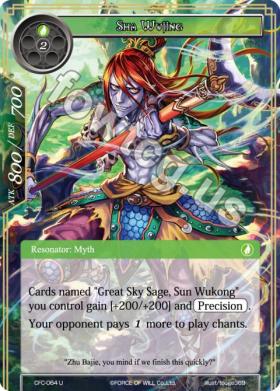 Sha Wujing
2
ATK 800 / DEF 700
fowtcg.us
Resonator: Myth
Cards named "Great Sky Sage, Sun Wukong"
you control gain [+200/+200] and Precision.
Your opponent pays 1 more to play chants.
"Zhu Bajie, you mind if we finish this quickly?"
CFC-064 U
©FORCE OF WILL Co.,Ltd.